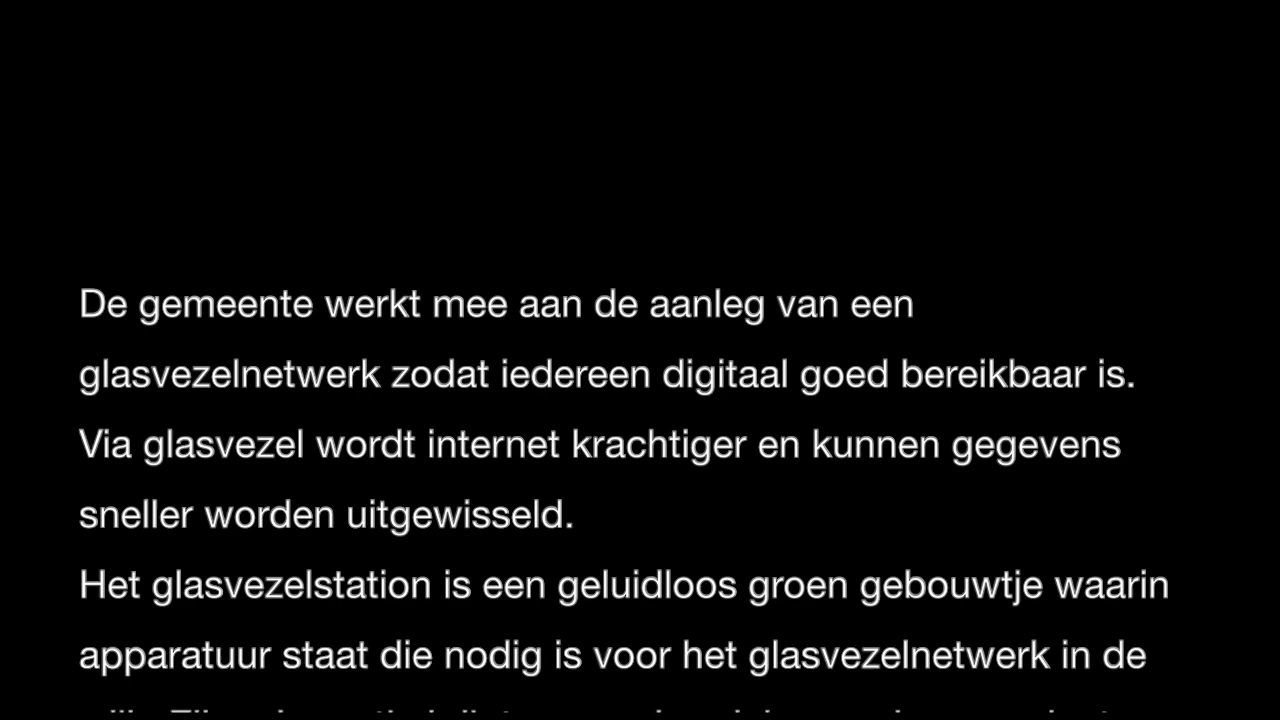 De gemeente werkt mee aan de aanleg van een
glasvezelnetwerk zodat iedereen digitaal goed bereikbaar is.
Via glasvezel wordt internet krachtiger en kunnen gegevens
sneller worden uitgewisseld.
Het glasvezelstation is een geluidloos groen gebouwtje waarin
apparatuur staat die nodig is voor het glasvezelnetwerk in de